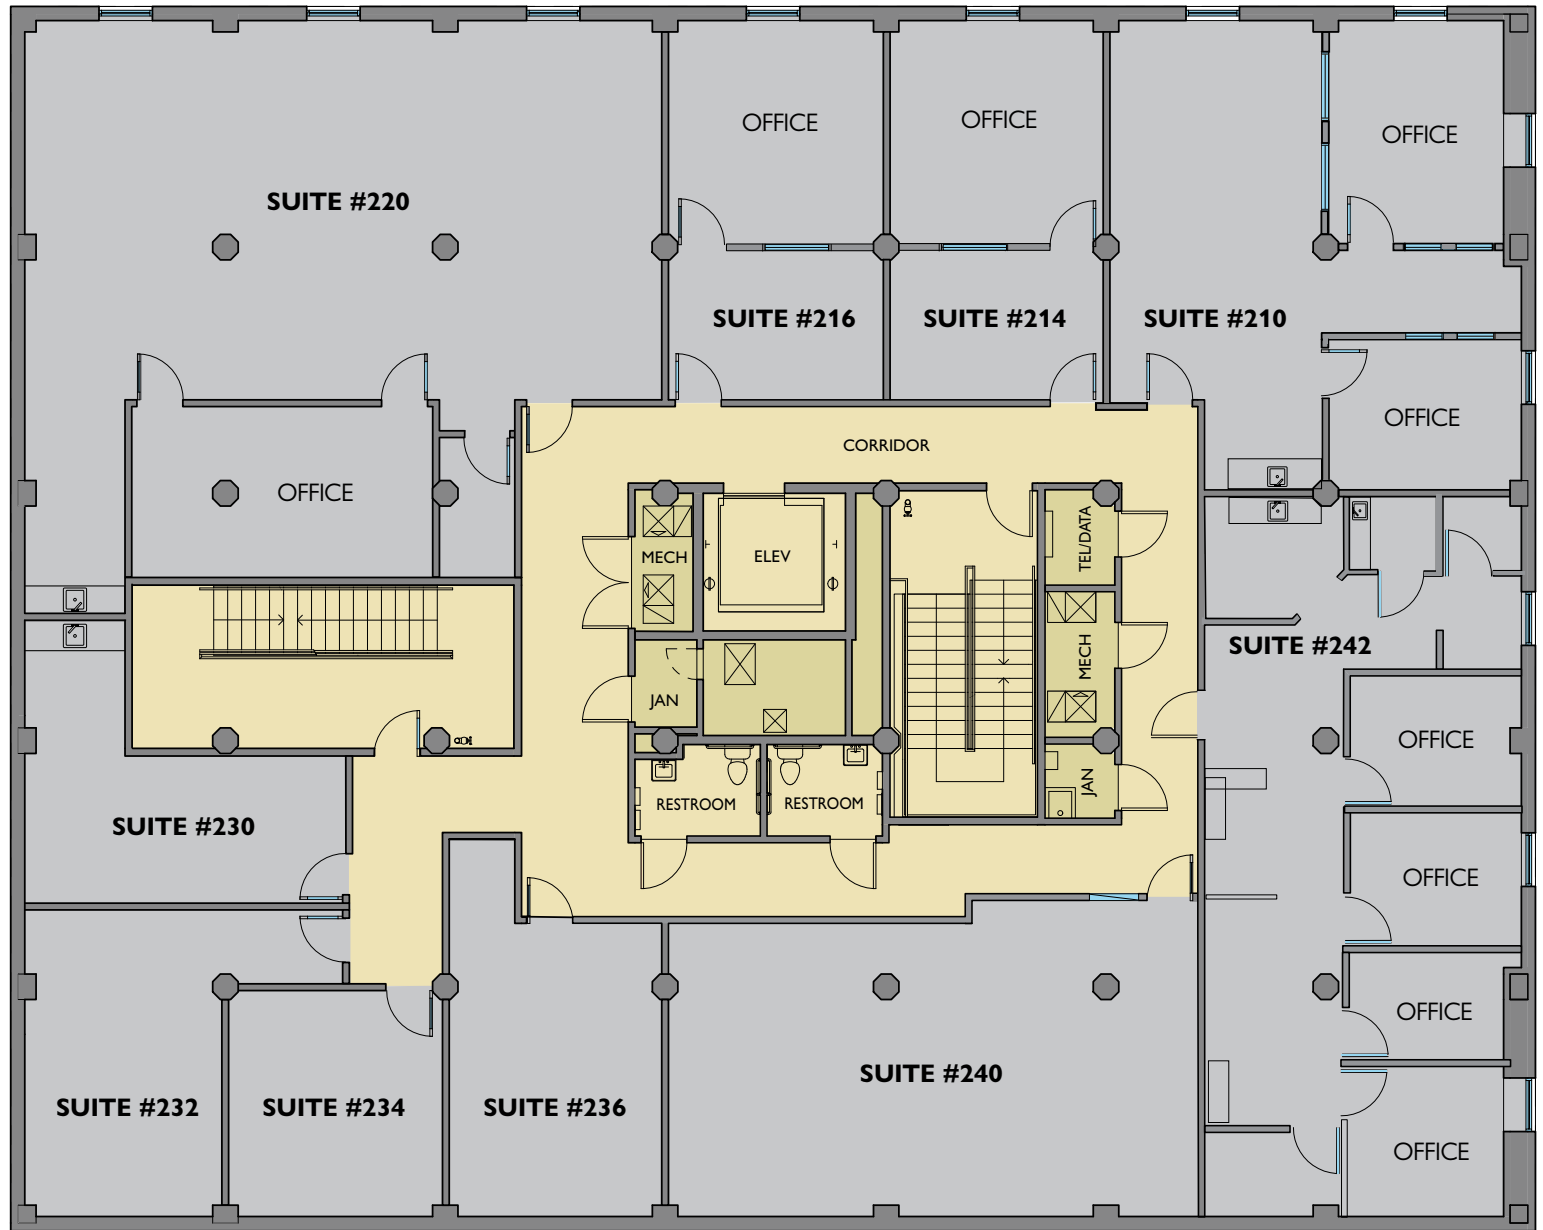 OFFICE
OFFICE
OFFICE
SUITE #220
SUITE #216
SUITE #214
SUITE #210
OFFICE
CORRIDOR
OFFICE
MECH
ELEV
TEL/DATA
SUITE #242
MECH
JAN
OFFICE
JAN
RESTROOM
RESTROOM
SUITE #230
OFFICE
OFFICE
SUITE #240
SUITE #232
SUITE #234
SUITE #236
OFFICE